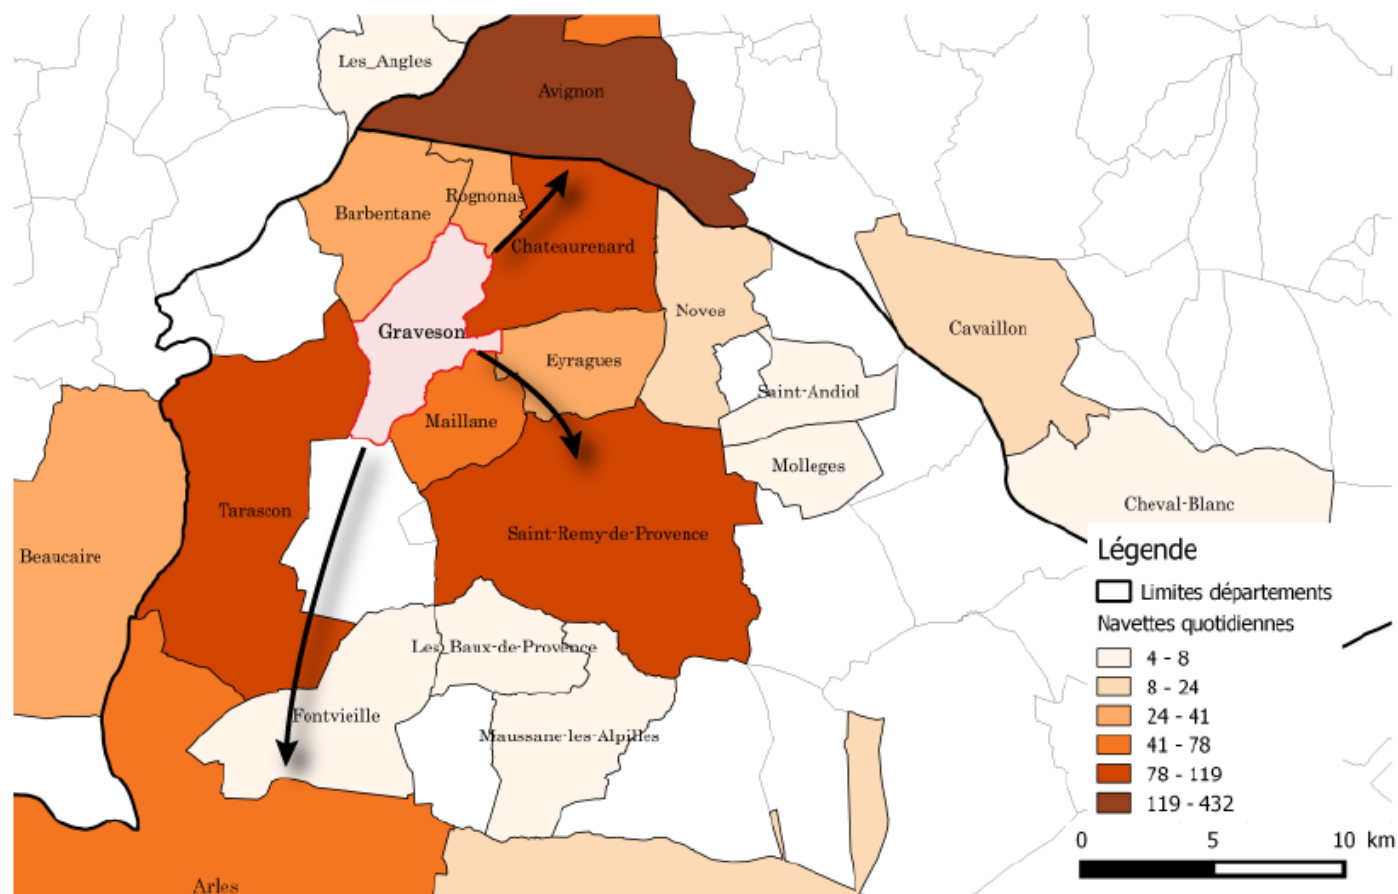 Les_Angles
Avignon
Rognonas
Barbentane
Chateaurenard
Noves
Graveson
Cavaillon
Eyragues
Saint-Andiol
Maillane
Molleges
Cheval-Blanc
Tarascon
Saint-Remy-de-Provence
Beaucaire
Les_Baux-de-Provence
Fontvieille
Maussane-les-Alpilles
Arles
Légende
Limites départements
Navettes quotidiennes
4 - 8
8 - 24
24 - 41
41 - 78
78 - 119
119 - 432
0 5 10 km